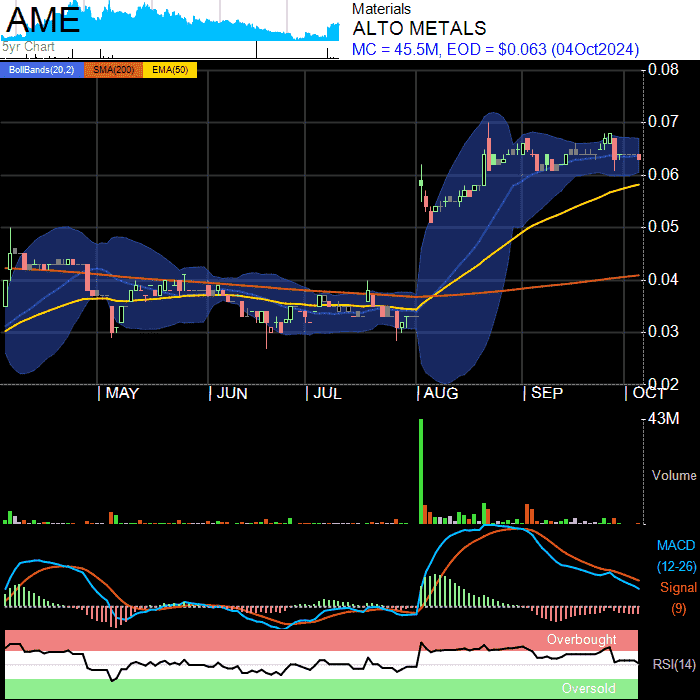 AME
5yr Chart
Materials
ALTO METALS
MC = 45.5M, EOD = $0.063 (04Oct2024)
BollBands(20,2) SMA(200) EMA(50)
0.08
0.07
0.06
0.05
0.04
0.03
0.02
MAY JUN JUL AUG SEP OCT
43M
Volume
MACD
(12-26)
Signal
(9)
Overbought
RSI(14)
Oversold